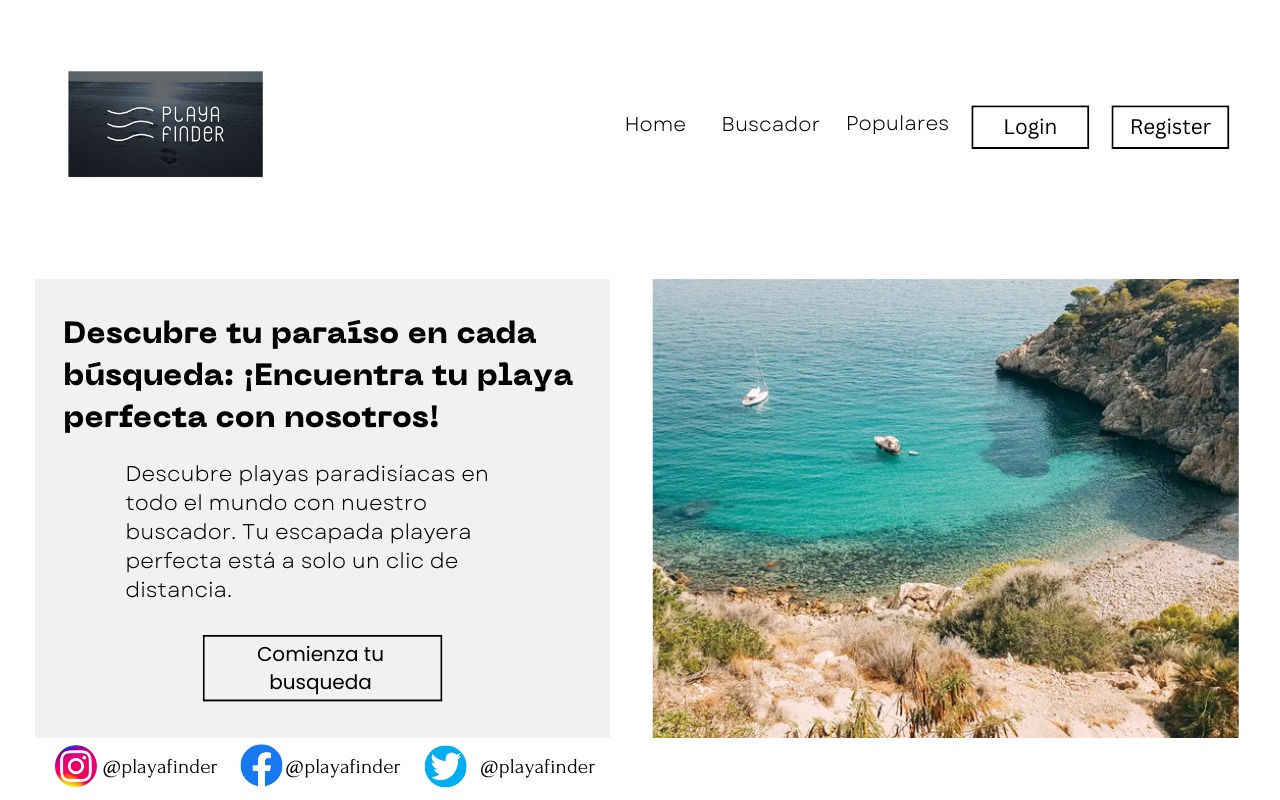 PLAYA
FINDER
Home Buscador Populares Login Register
Descubre tu paraíso en cada
búsqueda: ¡Encuentra tu playa
perfecta con nosotros!
Descubre playas paradisíacas en
todo el mundo con nuestro
buscador. Tu escapada playera
perfecta está a solo un clic de
distancia.
Comienza tu
busqueda
@playafinder @playafinder @playafinder